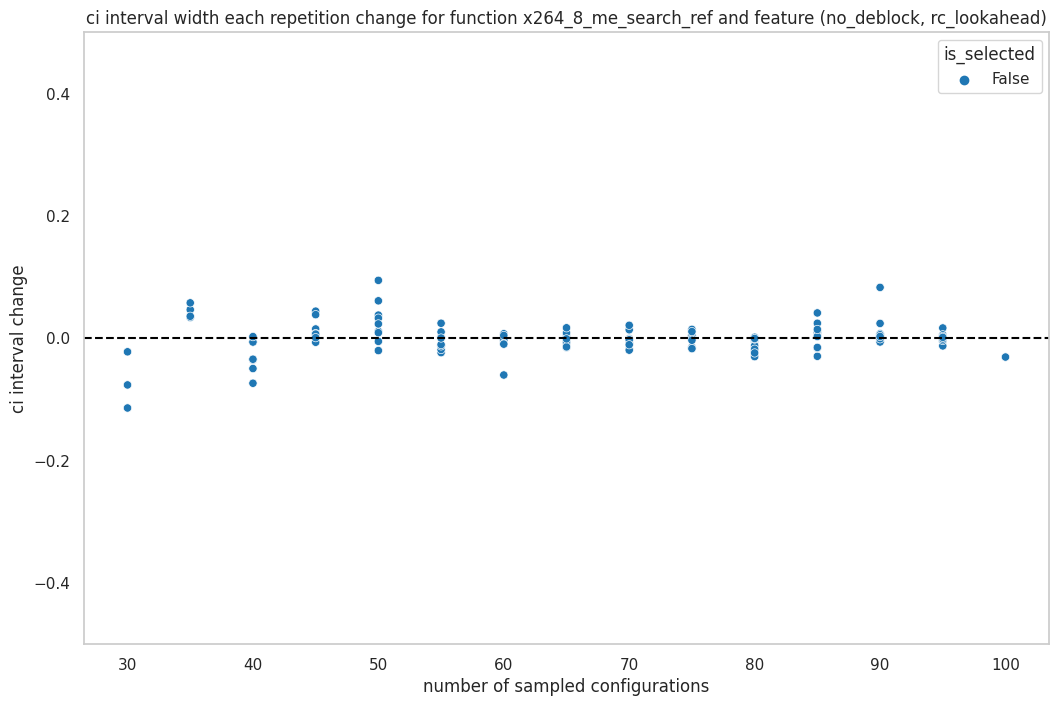 ci interval width each repetition change for function x264_8_me_search_ref and feature (no_deblock, rc_lookahead)
is_selected
False
ci interval change
0.4
0.2
0.0
−0.2
−0.4
30 40 50 60 70 80 90 100
number of sampled configurations